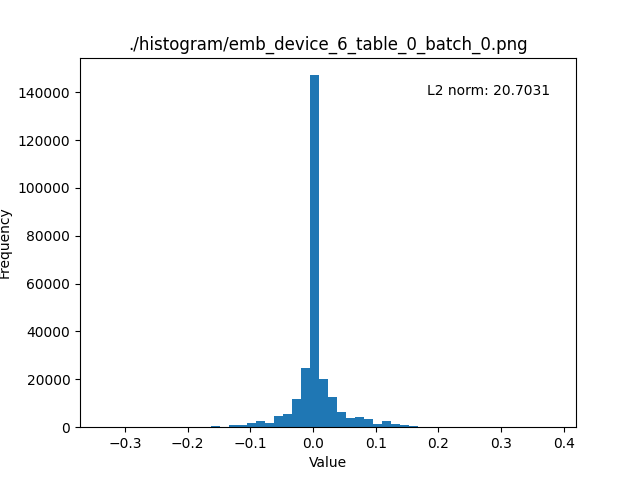 ./histogram/emb_device_6_table_0_batch_0.png
L2 norm: 20.7031
140000
120000
100000
80000
60000
40000
20000
0
Frequency
−0.3 −0.2 −0.1 0.0 0.1 0.2 0.3 0.4
Value